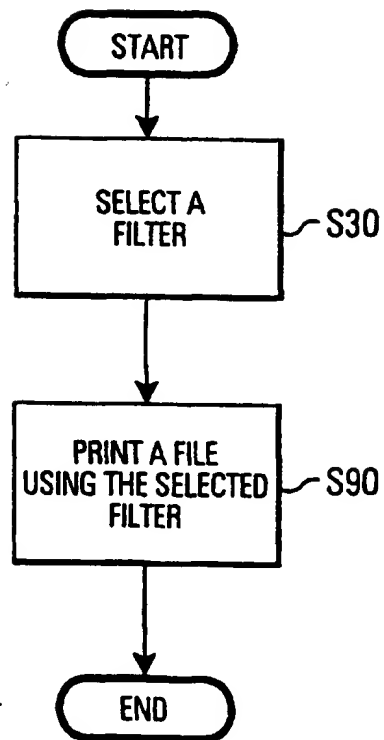 START
SELECT A
FILTER
S30
PRINT A FILE
USING THE SELECTED
FILTER
S90
END